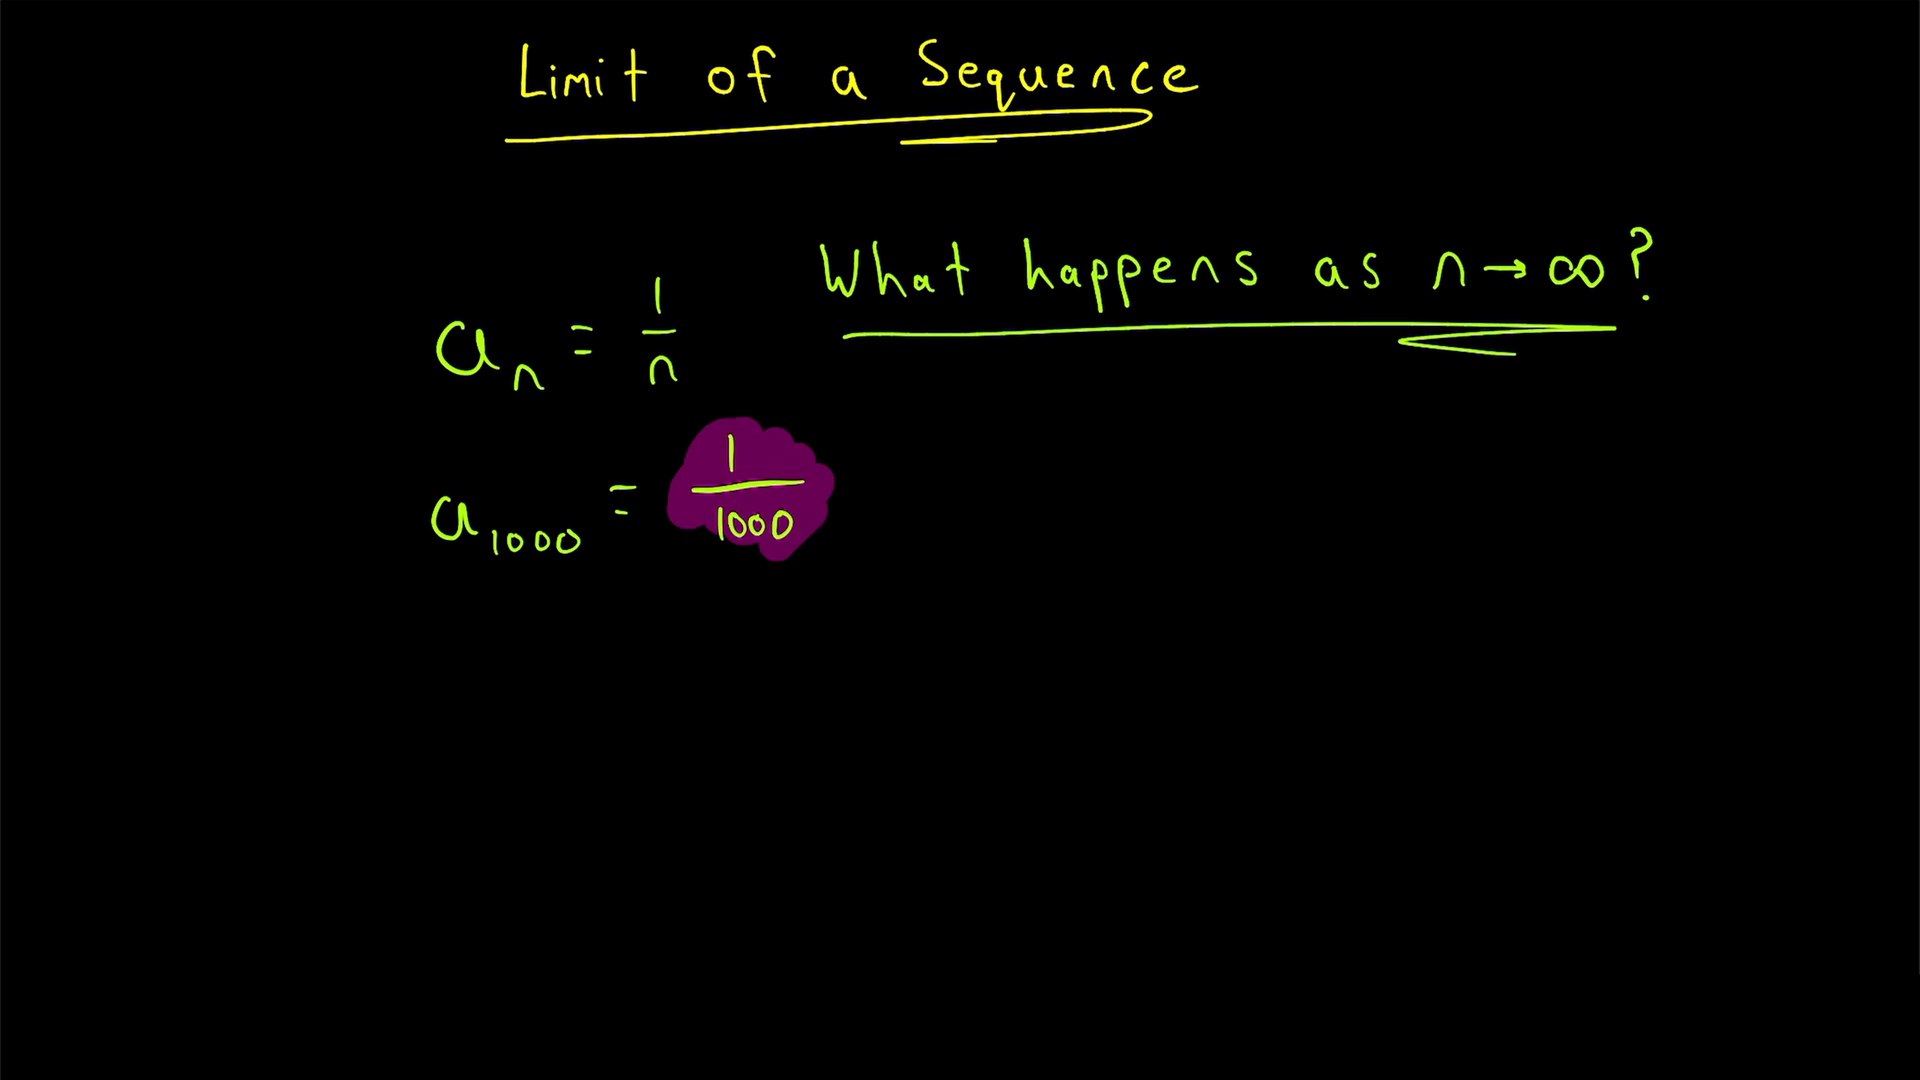 Limit of a Sequence
What happens as n→∞?
aₙ = 1/n
a₁₀₀₀ = 1/1000